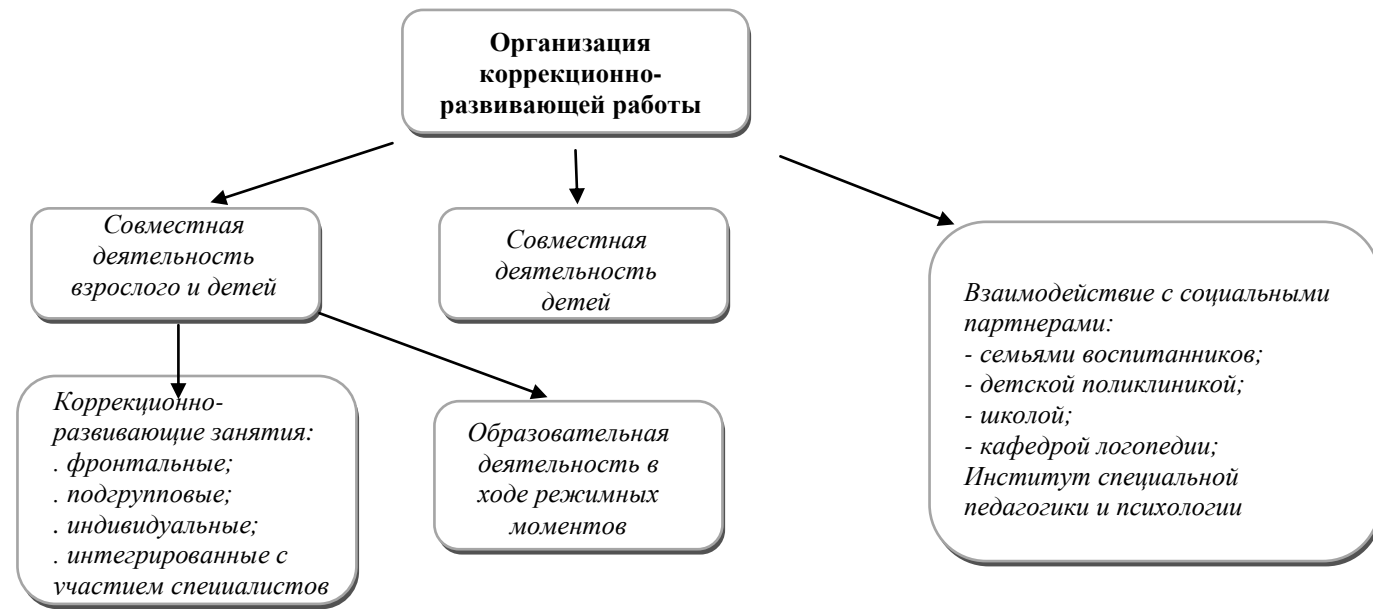 Организация
коррекционно-
развивающей работы
Совместная
деятельность
взрослого и детей
Совместная
деятельность
детей
Взаимодействие с социальными
партнерами:
- семьями воспитанников;
- детской поликлиникой;
- школой;
- кафедрой логопедии;
Институт специальной
педагогики и психологии
Коррекционно-
развивающие занятия:
. фронтальные;
. подгрупповые;
. индивидуальные;
. интегрированные с
участием специалистов
Образовательная
деятельность в
ходе режимных
моментов